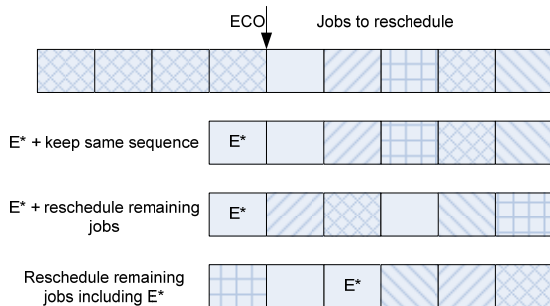 ECO
Jobs to reschedule
E* + keep same sequence
E*
E* + reschedule remaining
jobs
E*
Reschedule remaining
jobs including E*
E*